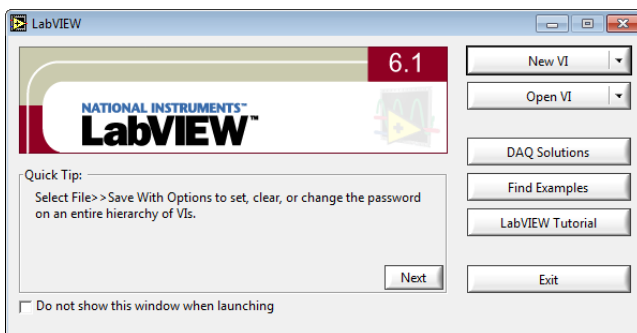 LabVIEW
6.1
NATIONAL INSTRUMENTS™
LabVIEW™
New VI
Open VI
DAQ Solutions
Find Examples
LabVIEW Tutorial
Exit
Quick Tip:
Select File>>Save With Options to set, clear, or change the password
on an entire hierarchy of VIs.
Next
Do not show this window when launching